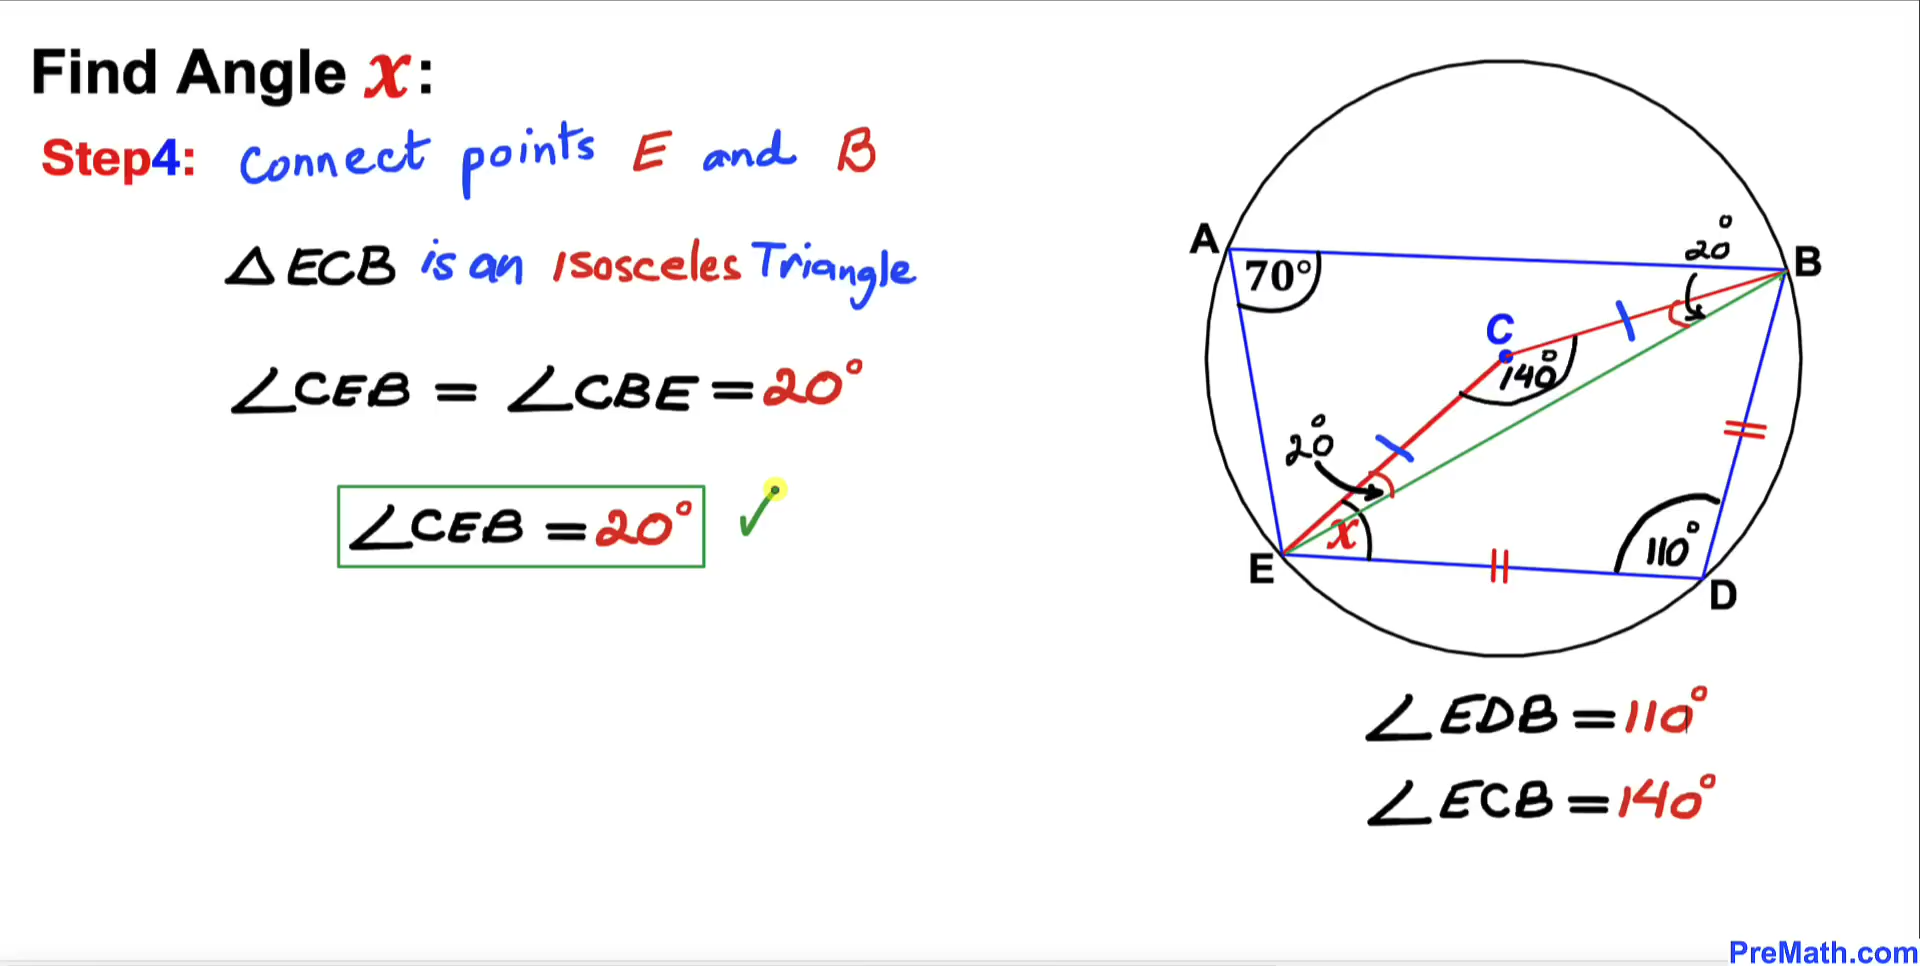 Find Angle x:
Step4: Connect points E and B
△ECB is an Isosceles Triangle
∠CEB = ∠CBE = 20°
∠CEB = 20° ✓
A
B
20°
70°
C
140°
20°
x
110°
E
D
∠EDB = 110°
∠ECB = 140°
PreMath.com